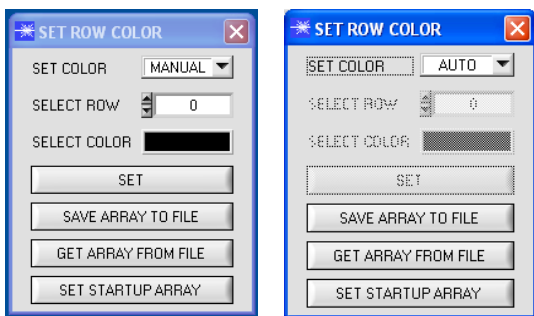 SET ROW COLOR
SET COLOR MANUAL
SELECT ROW 0
SELECT COLOR
SET
SAVE ARRAY TO FILE
GET ARRAY FROM FILE
SET STARTUP ARRAY
SET ROW COLOR
SET COLOR AUTO
SELECT ROW 0
SELECT COLOR
SET
SAVE ARRAY TO FILE
GET ARRAY FROM FILE
SET STARTUP ARRAY